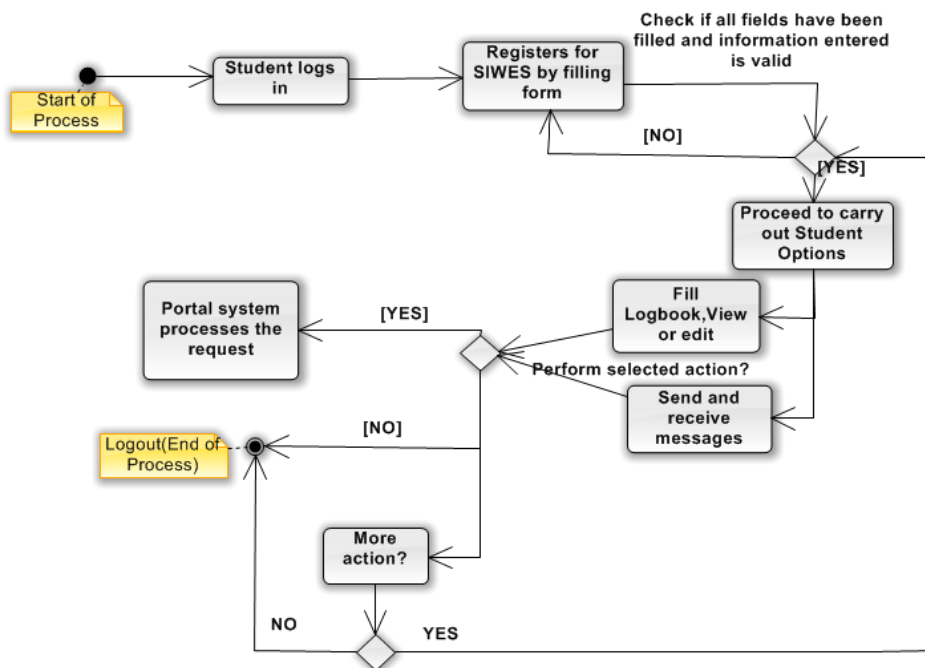 Check if all fields have been
filled and information entered
is valid
Student logs
in
Registers for
SIWES by filling
form
Start of
Process
[NO]
[YES]
Proceed to carry
out Student
Options
Portal system
processes the
request
[YES]
Fill
Logbook,View
or edit
Perform selected action?
Send and
receive
messages
Logout(End of
Process)
[NO]
More
action?
NO
YES